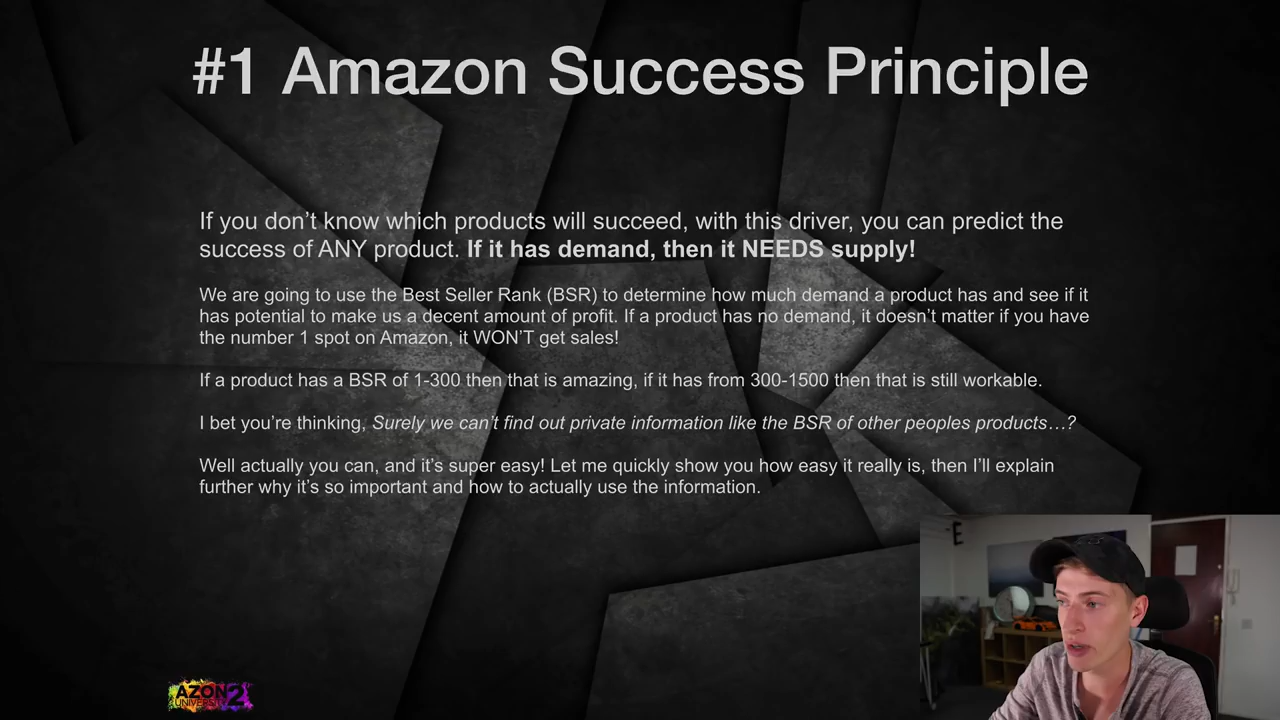 #1 Amazon Success Principle
If you don’t know which products will succeed, with this driver, you can predict the
success of ANY product. If it has demand, then it NEEDS supply!
We are going to use the Best Seller Rank (BSR) to determine how much demand a product has and see if it
has potential to make us a decent amount of profit. If a product has no demand, it doesn’t matter if you have
the number 1 spot on Amazon, it WON’T get sales!
If a product has a BSR of 1-300 then that is amazing, if it has from 300-1500 then that is still workable.
I bet you’re thinking, Surely we can’t find out private information like the BSR of other peoples products…?
Well actually you can, and it’s super easy! Let me quickly show you how easy it really is, then I’ll explain
further why it’s so important and how to actually use the information.
E
AZON
UNIVERSITY 2